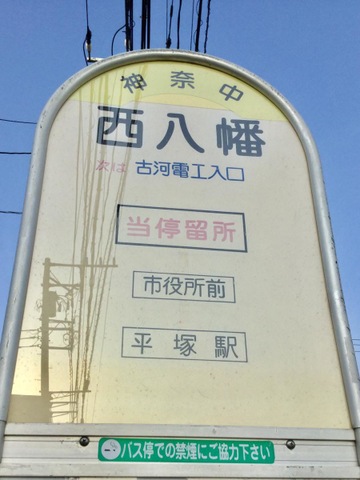 神奈中
西八幡
次は 古河電工入口
当停留所
市役所前
平塚駅
バス停での禁煙にご協力下さい